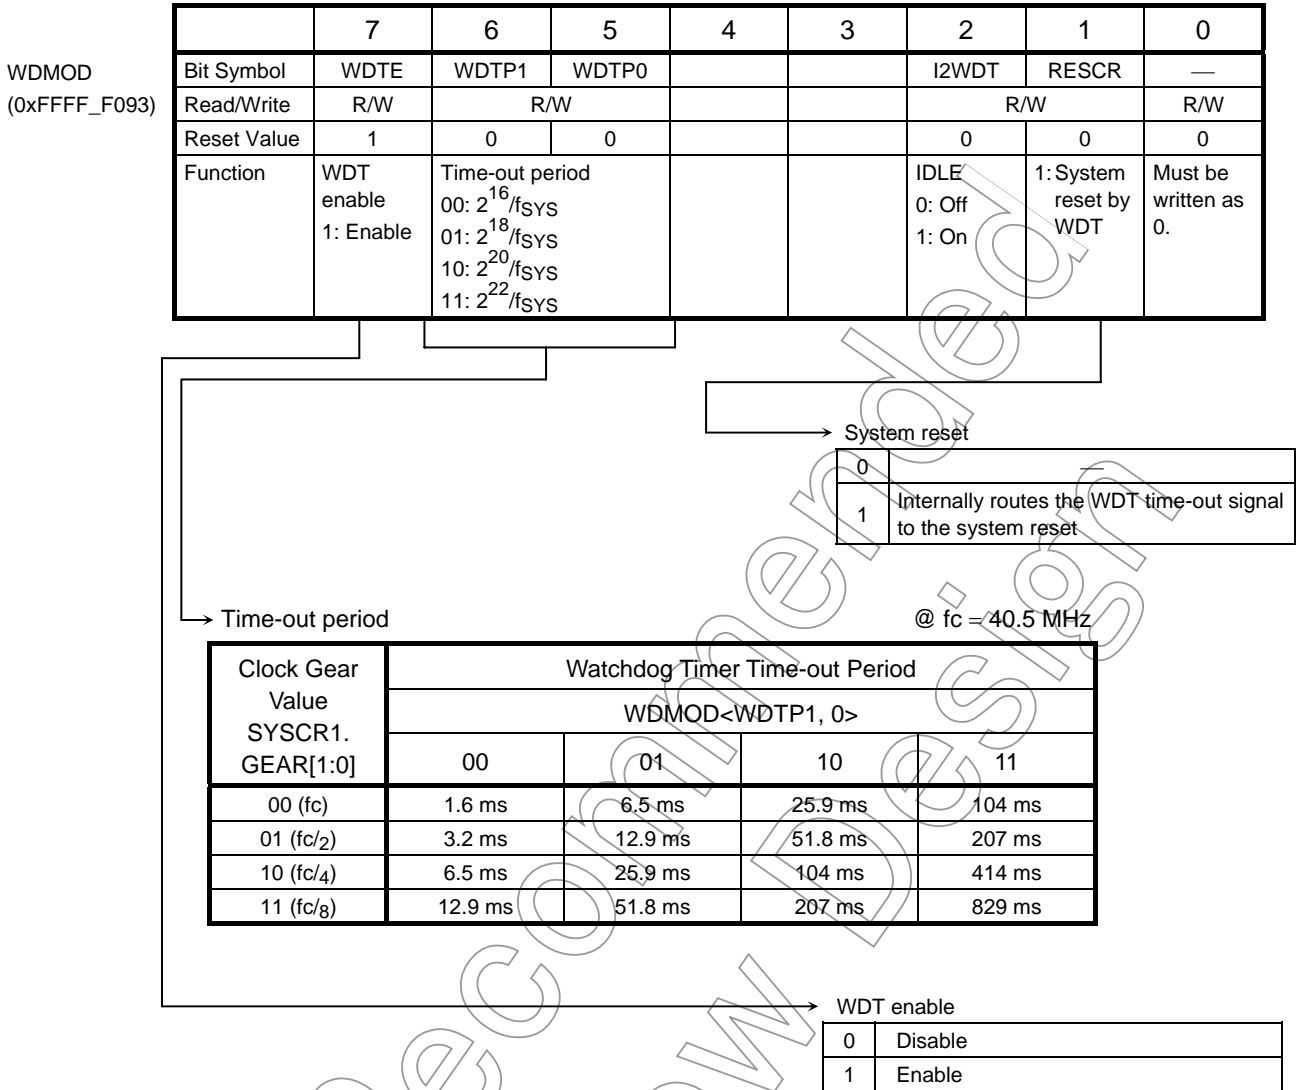 7 6 5 4 3 2 1 0
WDMOD
(0xFFFF_F093)
Bit Symbol WDTE WDTP1 WDTP0 I2WDT RESCR —
Read/Write R/W R/W R/W R/W
Reset Value 1 0 0 0 0 0
Function
WDT
enable
1: Enable
Time-out period
00: 2^16/fSYS
01: 2^18/fSYS
10: 2^20/fSYS
11: 2^22/fSYS
IDLE
0: Off
1: On
1: System
reset by
WDT
Must be
written as
0.
System reset
0 —
1 Internally routes the WDT time-out signal
to the system reset
Time-out period @ fc = 40.5 MHz
Clock Gear
Value
SYSCR1.
GEAR[1:0]
Watchdog Timer Time-out Period
WDMOD<WDTP1, 0>
00 01 10 11
00 (fc) 1.6 ms 6.5 ms 25.9 ms 104 ms
01 (fc/2) 3.2 ms 12.9 ms 51.8 ms 207 ms
10 (fc/4) 6.5 ms 25.9 ms 104 ms 414 ms
11 (fc/8) 12.9 ms 51.8 ms 207 ms 829 ms
WDT enable
0 Disable
1 Enable
ecommended
w Design